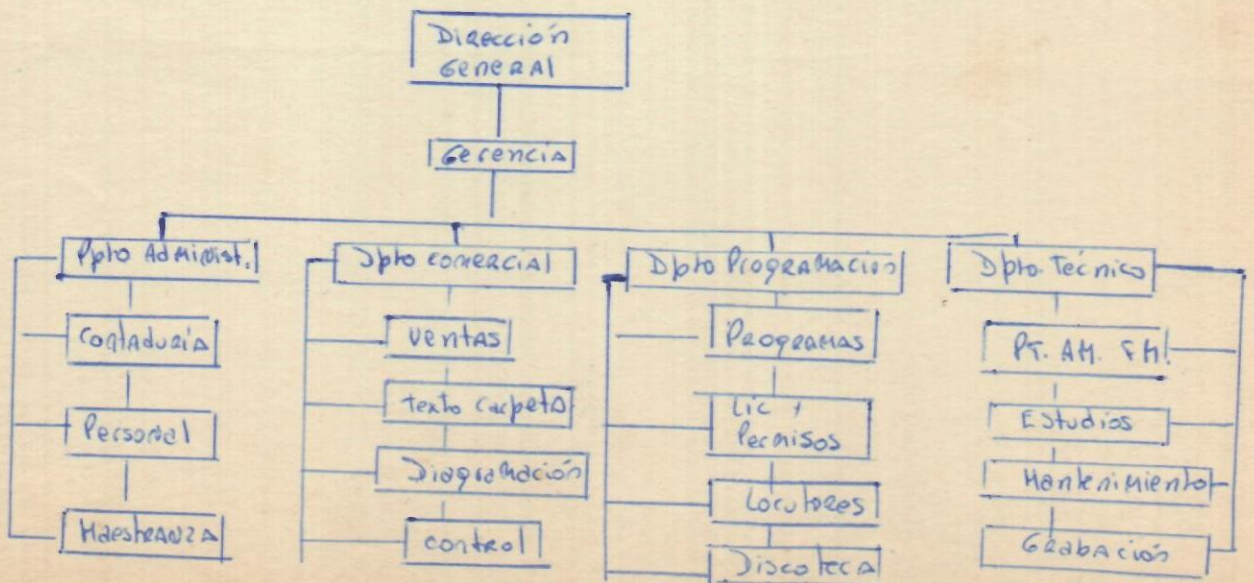 Dirección
General
Gerencia
Dpto Administ.
Dpto Comercial
Dpto Programación
Dpto. Técnico
Contaduría
Personal
Maestranza
Ventas
Texto Carpeta
Diagramación
Control
Programas
Lic y
Permisos
Locutores
Discoteca
PT. AM. FM.
Estudios
Mantenimiento
Grabación